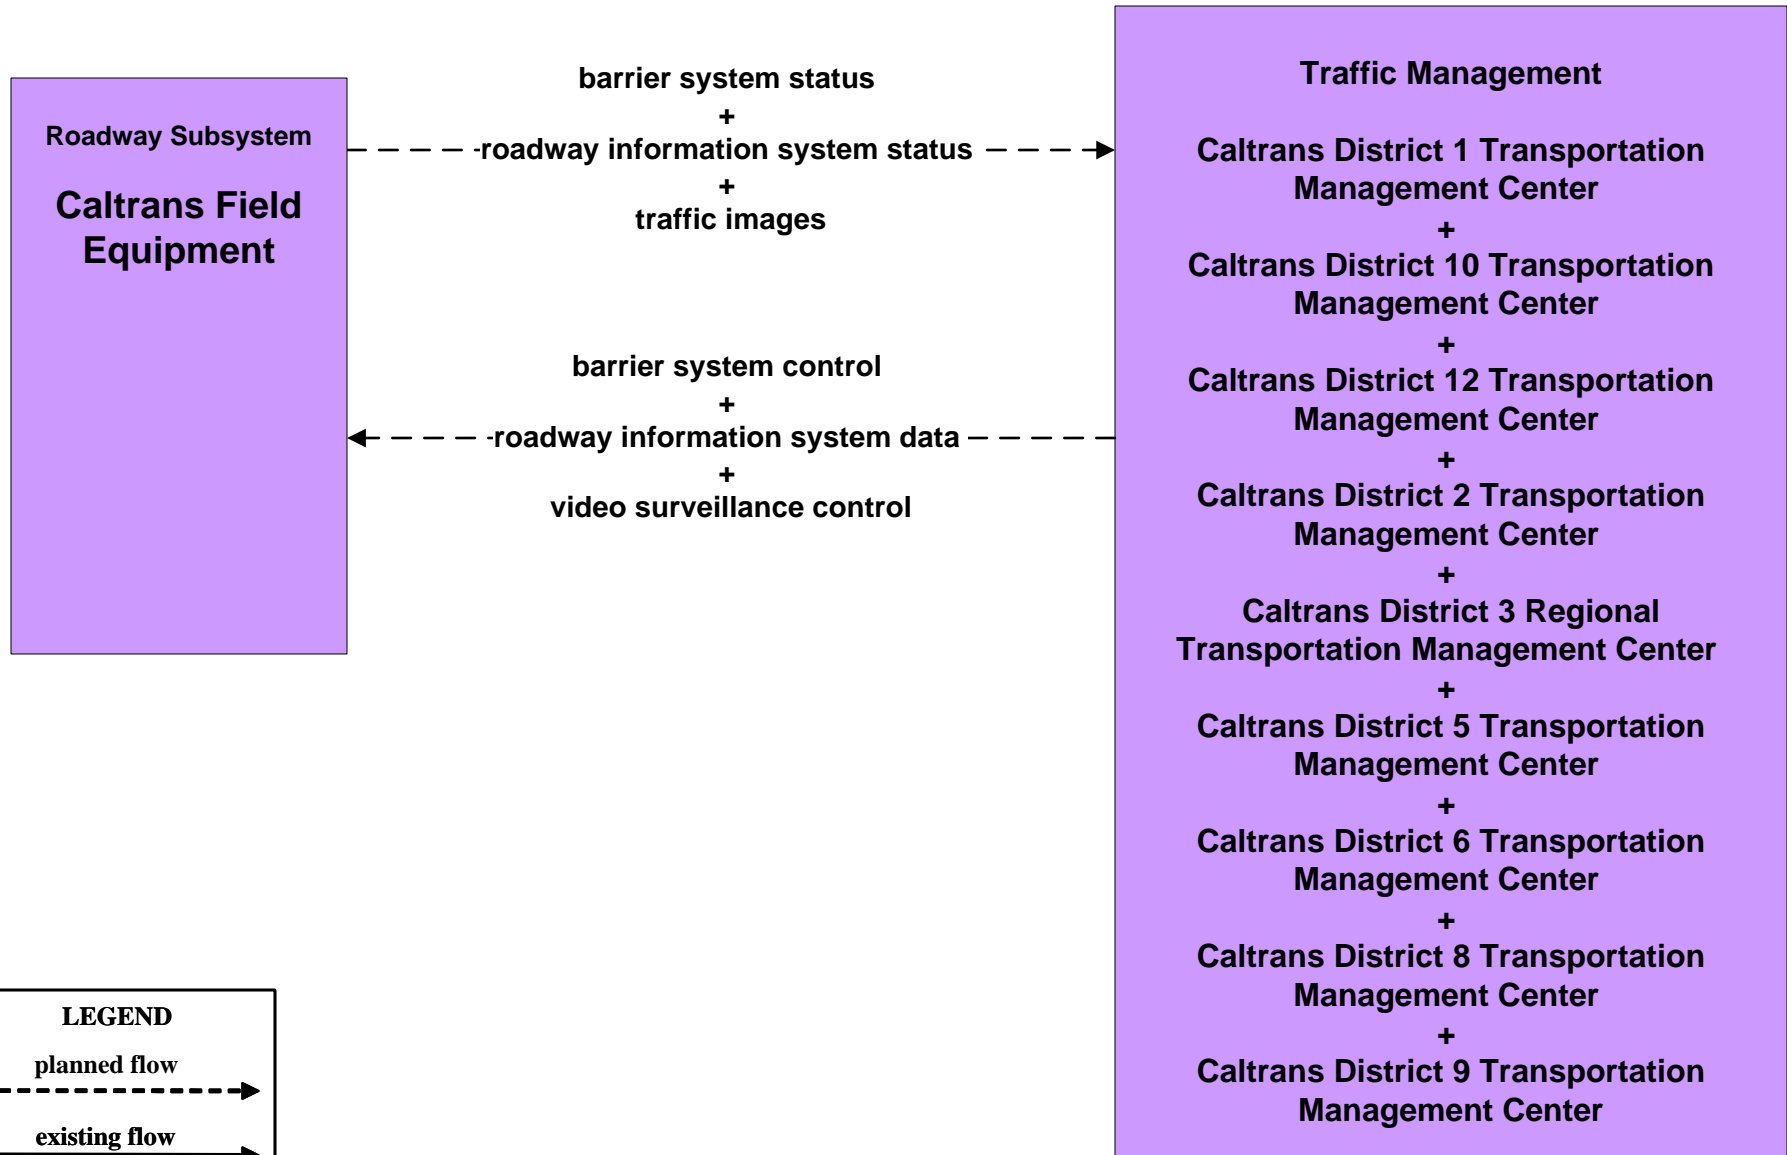 Roadway Subsystem
Caltrans Field
Equipment
barrier system status
+
roadway information system status
+
traffic images
barrier system control
+
roadway information system data
+
video surveillance control
Traffic Management
Caltrans District 1 Transportation
Management Center
+
Caltrans District 10 Transportation
Management Center
+
Caltrans District 12 Transportation
Management Center
+
Caltrans District 2 Transportation
Management Center
+
Caltrans District 3 Regional
Transportation Management Center
+
Caltrans District 5 Transportation
Management Center
+
Caltrans District 6 Transportation
Management Center
+
Caltrans District 8 Transportation
Management Center
+
Caltrans District 9 Transportation
Management Center
LEGEND
planned flow
existing flow